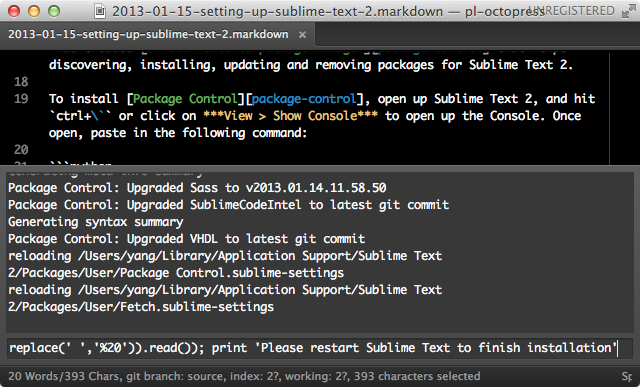 2013-01-15-setting-up-sublime-text-2.markdown — pl-octopress
UNREGISTERED
2013-01-15-setting-up-sublime-text-2.markdown ×
discovering, installing, updating and removing packages for Sublime Text 2.
18
19 To install [Package Control][package-control], open up Sublime Text 2, and hit
`ctrl+\`` or click on ***View > Show Console*** to open up the Console. Once
open, paste in the following command:
20
Generating meta info summary
Package Control: Upgraded Sass to v2013.01.14.11.58.50
Package Control: Upgraded SublimeCodeIntel to latest git commit
Generating syntax summary
Package Control: Upgraded VHDL to latest git commit
reloading /Users/yang/Library/Application Support/Sublime Text
2/Packages/User/Package Control.sublime-settings
reloading /Users/yang/Library/Application Support/Sublime Text
2/Packages/User/Fetch.sublime-settings
replace(' ','%20')).read()); print 'Please restart Sublime Text to finish installation'
20 Words/393 Chars, git branch: source, index: 2?, working: 2?, 393 characters selected
Sp